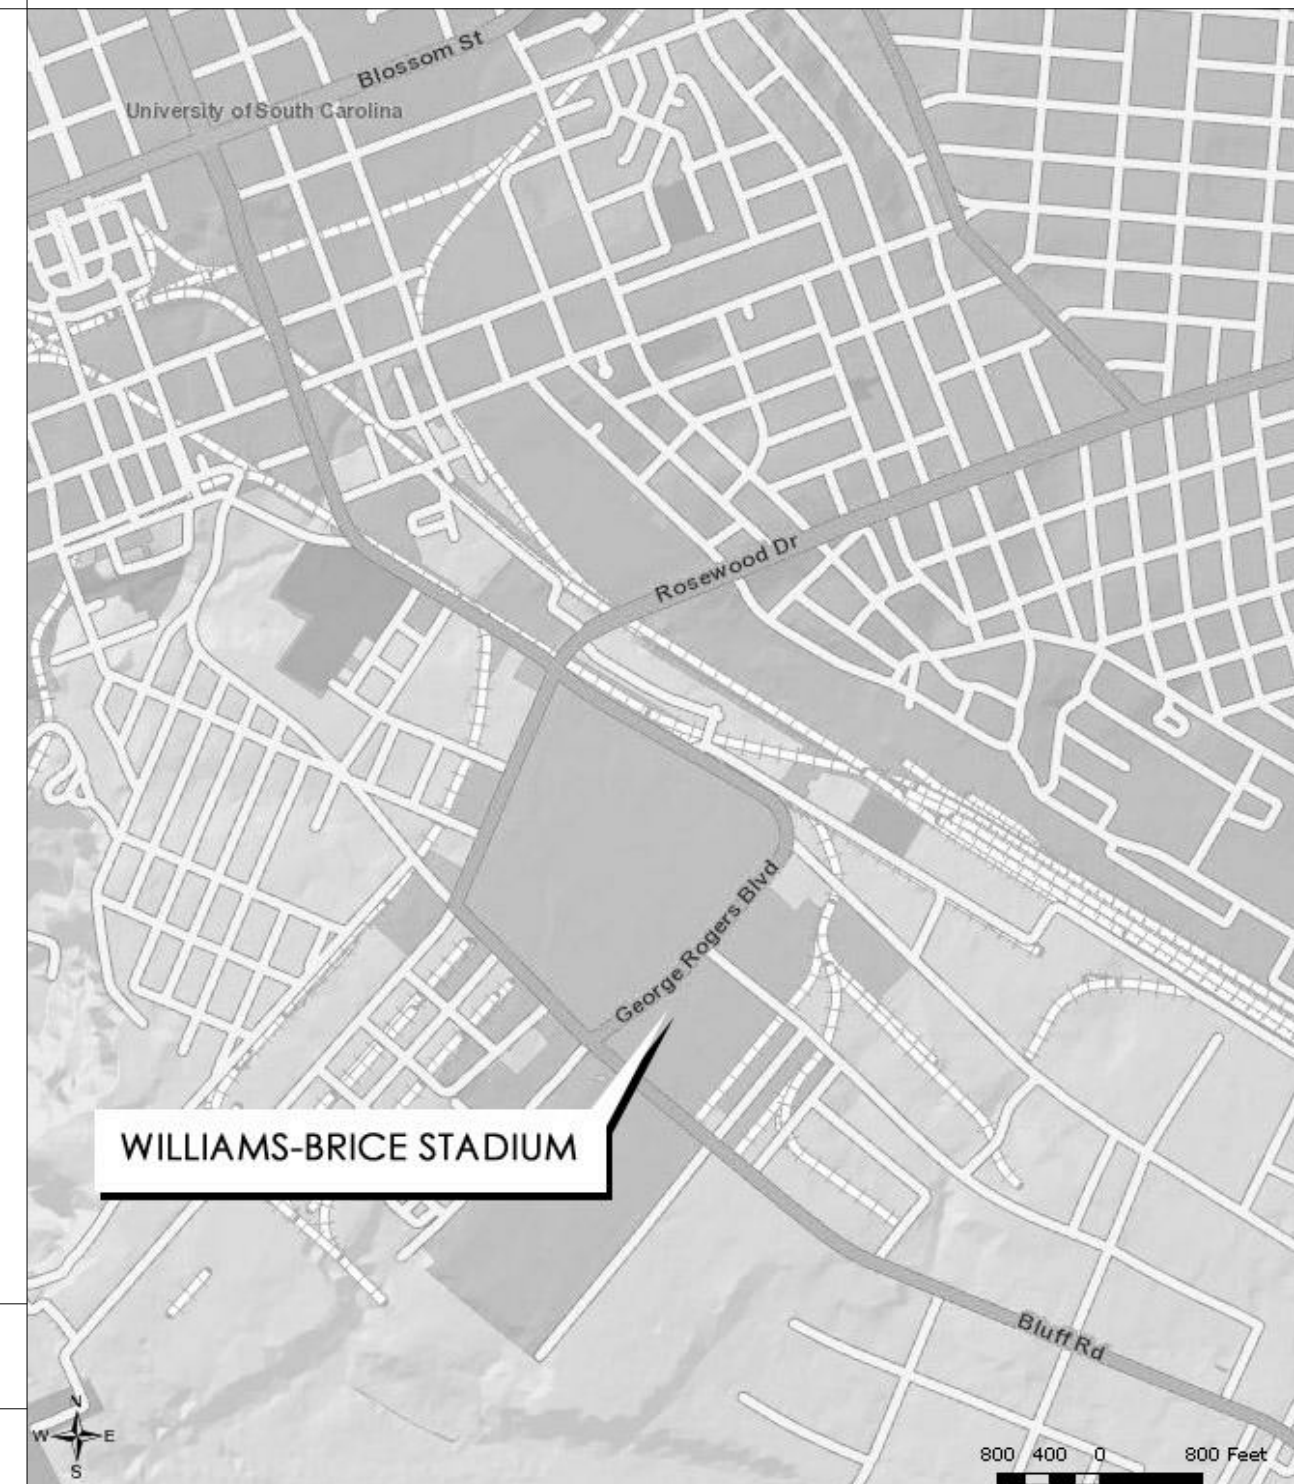 Blossom St
University of South Carolina
Rosewood Dr
George Rogers Blvd
WILLIAMS-BRICE STADIUM
Bluff Rd
N
W E
S
800 400 0 800 Feet